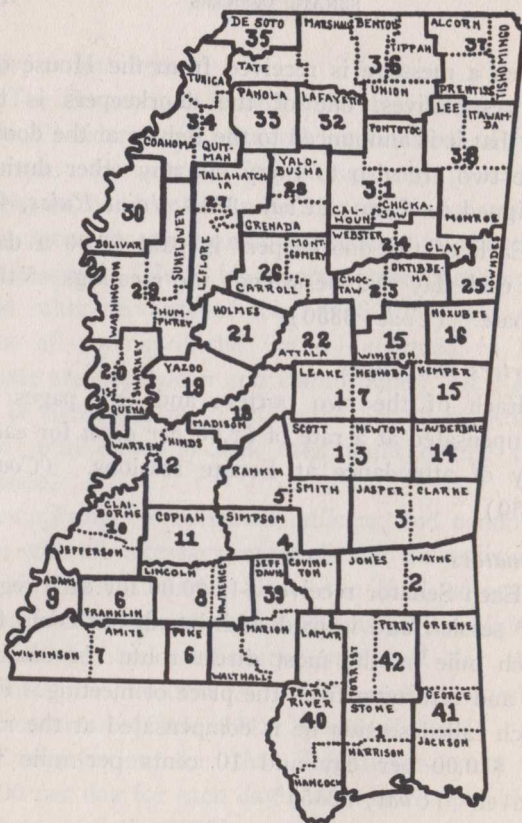 DE SOTO
35
MARSHALL
BENTON
TIPPAH
ALCORN
37
TISHOMINGO
TATE
TUNICA
36
UNION
PRENTISS
PANOLA
33
LAFAYETTE
32
LEE
ITAWAMBA
34
COAHOMA
QUITMAN
PONTOTOC
38
TALLAHATCHIE
27
YALOBUSHA
28
31
CALHOUN
CHICKASAW
MONROE
30
BOLIVAR
SUNFLOWER
LEFLORE
GRENADA
WEBSTER
24
26
MONTGOMERY
CARROLL
CHOCTAW
OKTIBBEHA
25
LOWNDES
25
WASHINGTON
29
HUMPHREY
HOLMES
21
22
ATTALA
15
WINSTON
NOXUBEE
16
20
SHARKEY
ISSAQUENA
YAZOO
19
LEAKE
NESHOBA
17
KEMPER
15
18
MADISON
WARREN
HINDS
12
SCOTT
NEWTON
13
LAUDERDALE
14
RANKIN
5
SMITH
JASPER
CLARKE
3
CLAIBORNE
10
COPIAH
11
SIMPSON
4
JEFFERSON
LINCOLN
LAWRENCE
8
JEFF DAVIS
COVINGTON
39
JONES
WAYNE
2
ADAMS
9
6
FRANKLIN
WILKINSON
AMITE
7
PIKE
6
WALTHALL
MARION
LAMAR
PERRY
GREENE
42
PEARL RIVER
40
STONE
GEORGE
41
HARRISON
JACKSON
HANCOCK